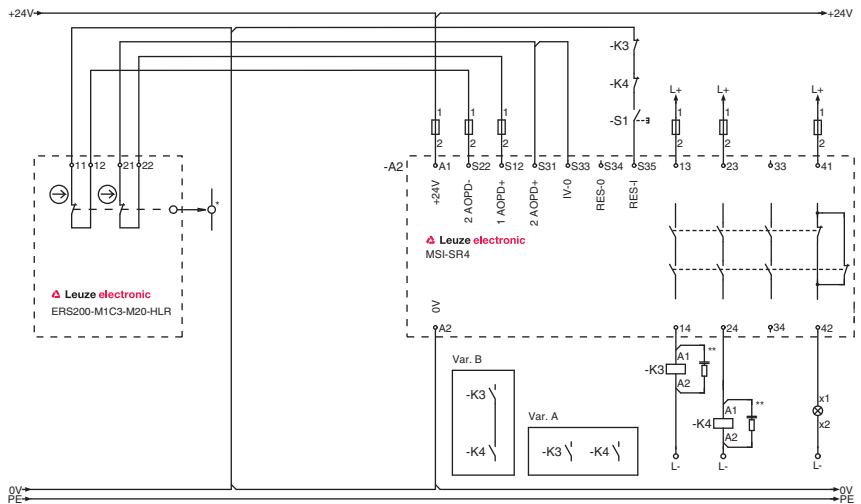 +24V
+24V
-K3
-K4
-S1
L+
L+
L+
1
1
1
1
1
1
2
2
2
2
2
2
11
12
21
22
-A2
A1
S22
S12
S31
S33
S34
S35
13
23
33
41
+24V
2 AOPD-
1 AOPD+
2 AOPD+
IV-0
RES-0
RES-I
*
Leuze electronic
MSI-SR4
Leuze electronic
ERS200-M1C3-M20-HLR
0V
A2
14
24
34
42
Var. B
-K3
-K4
Var. A
-K3
-K4
-K3
A1
A2
**
-K4
A1
A2
**
x1
x2
L-
L-
L-
0V
0V
PE
PE